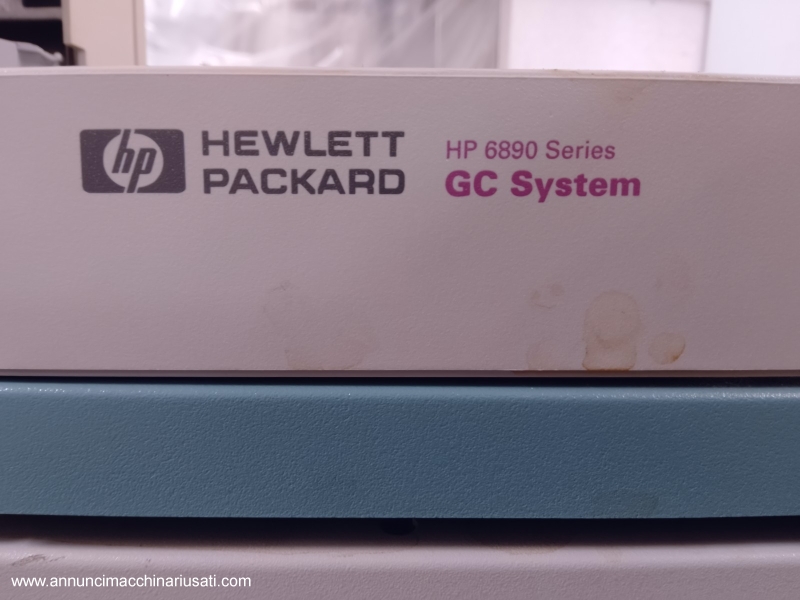 hp HEWLETT
PACKARD
HP 6890 Series
GC System
www.annuncimacchinariusati.com